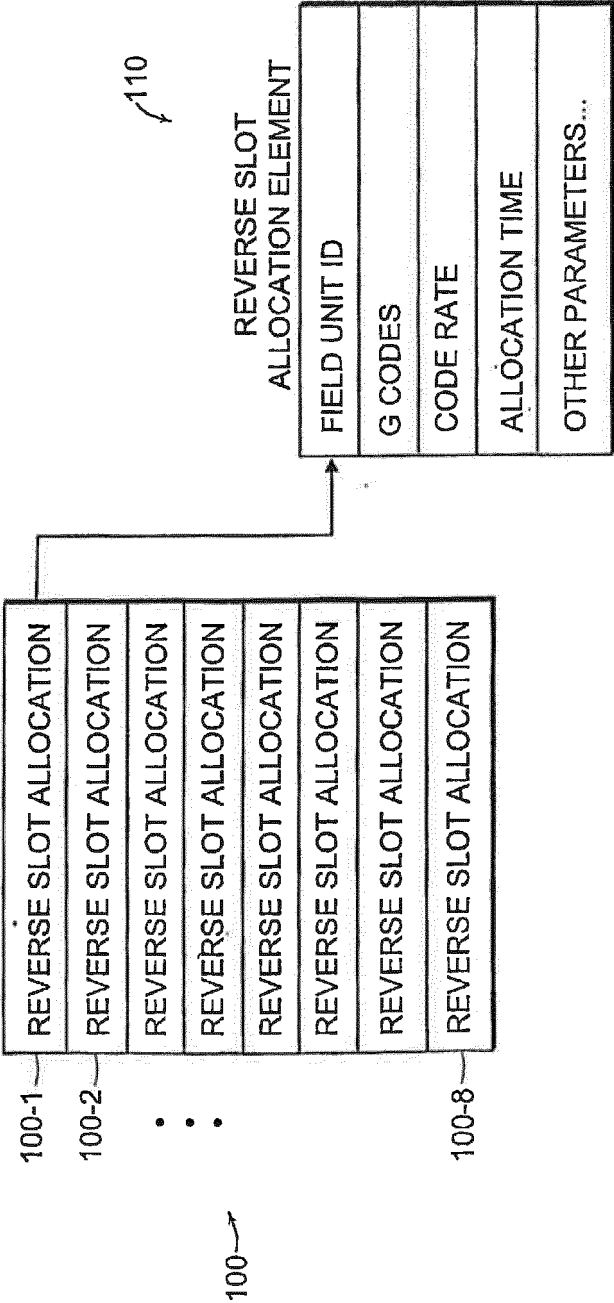 100
100-1
REVERSE SLOT ALLOCATION
100-2
REVERSE SLOT ALLOCATION
REVERSE SLOT ALLOCATION
REVERSE SLOT ALLOCATION
REVERSE SLOT ALLOCATION
REVERSE SLOT ALLOCATION
REVERSE SLOT ALLOCATION
100-8
REVERSE SLOT ALLOCATION
110
REVERSE SLOT
ALLOCATION ELEMENT
FIELD UNIT ID
G CODES
CODE RATE
ALLOCATION TIME
OTHER PARAMETERS...